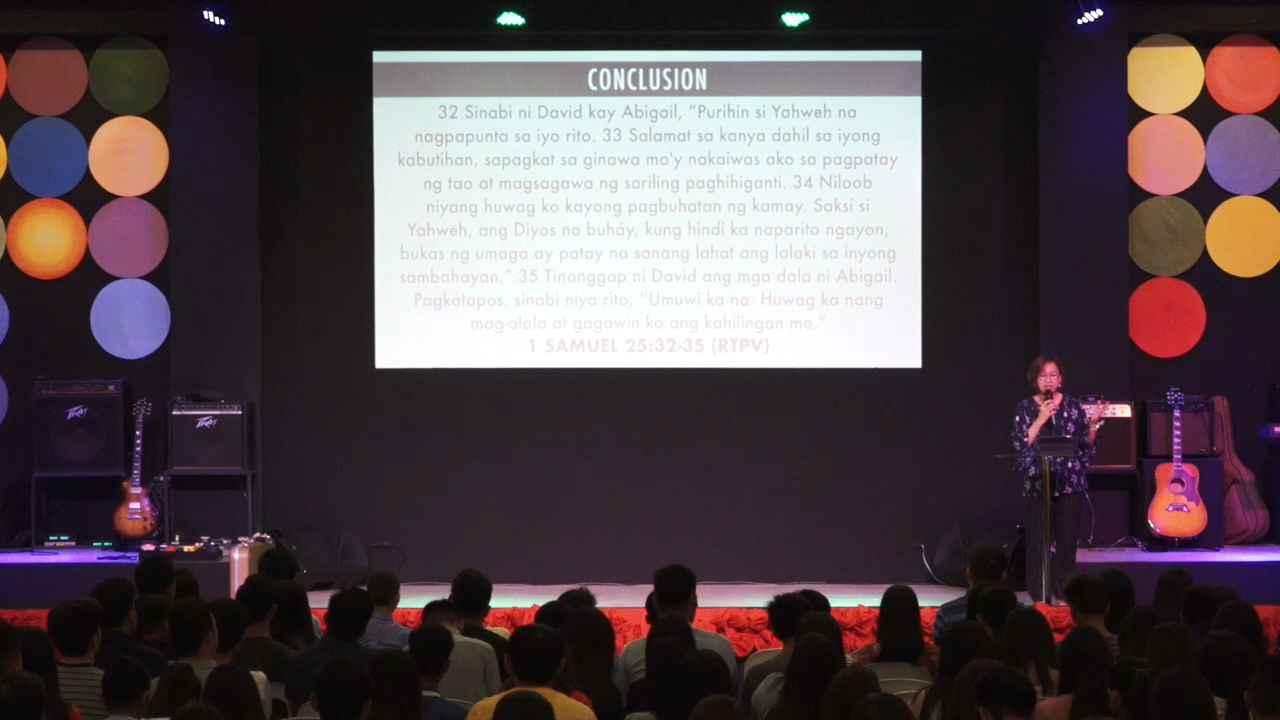 CONCLUSION
32 Sinabi ni David kay Abigail, “Purihin si Yahweh na
nagpapunta sa iyo rito. 33 Salamat sa kanya dahil sa iyong
kabutihan, sapagkat sa ginawa mo'y nakaiwas ako sa pagpatay
ng tao at magsagawa ng sariling paghihiganti. 34 Niloob
niyang huwag ko kayong pagbuhatan ng kamay. Saksi si
Yahweh, ang Diyos na buháy, kung hindi ka naparito ngayon,
bukas ng umaga ay patay na sanang lahat ang lalaki sa inyong
sambahayan.” 35 Tinanggap ni David ang mga dala ni Abigail.
Pagkatapos, sinabi niya rito, “Umuwi ka na. Huwag ka nang
mag-alala at gagawin ko ang kahilingan mo.”
1 SAMUEL 25:32-35 (RTPV)
PEAVEY
PEAVEY